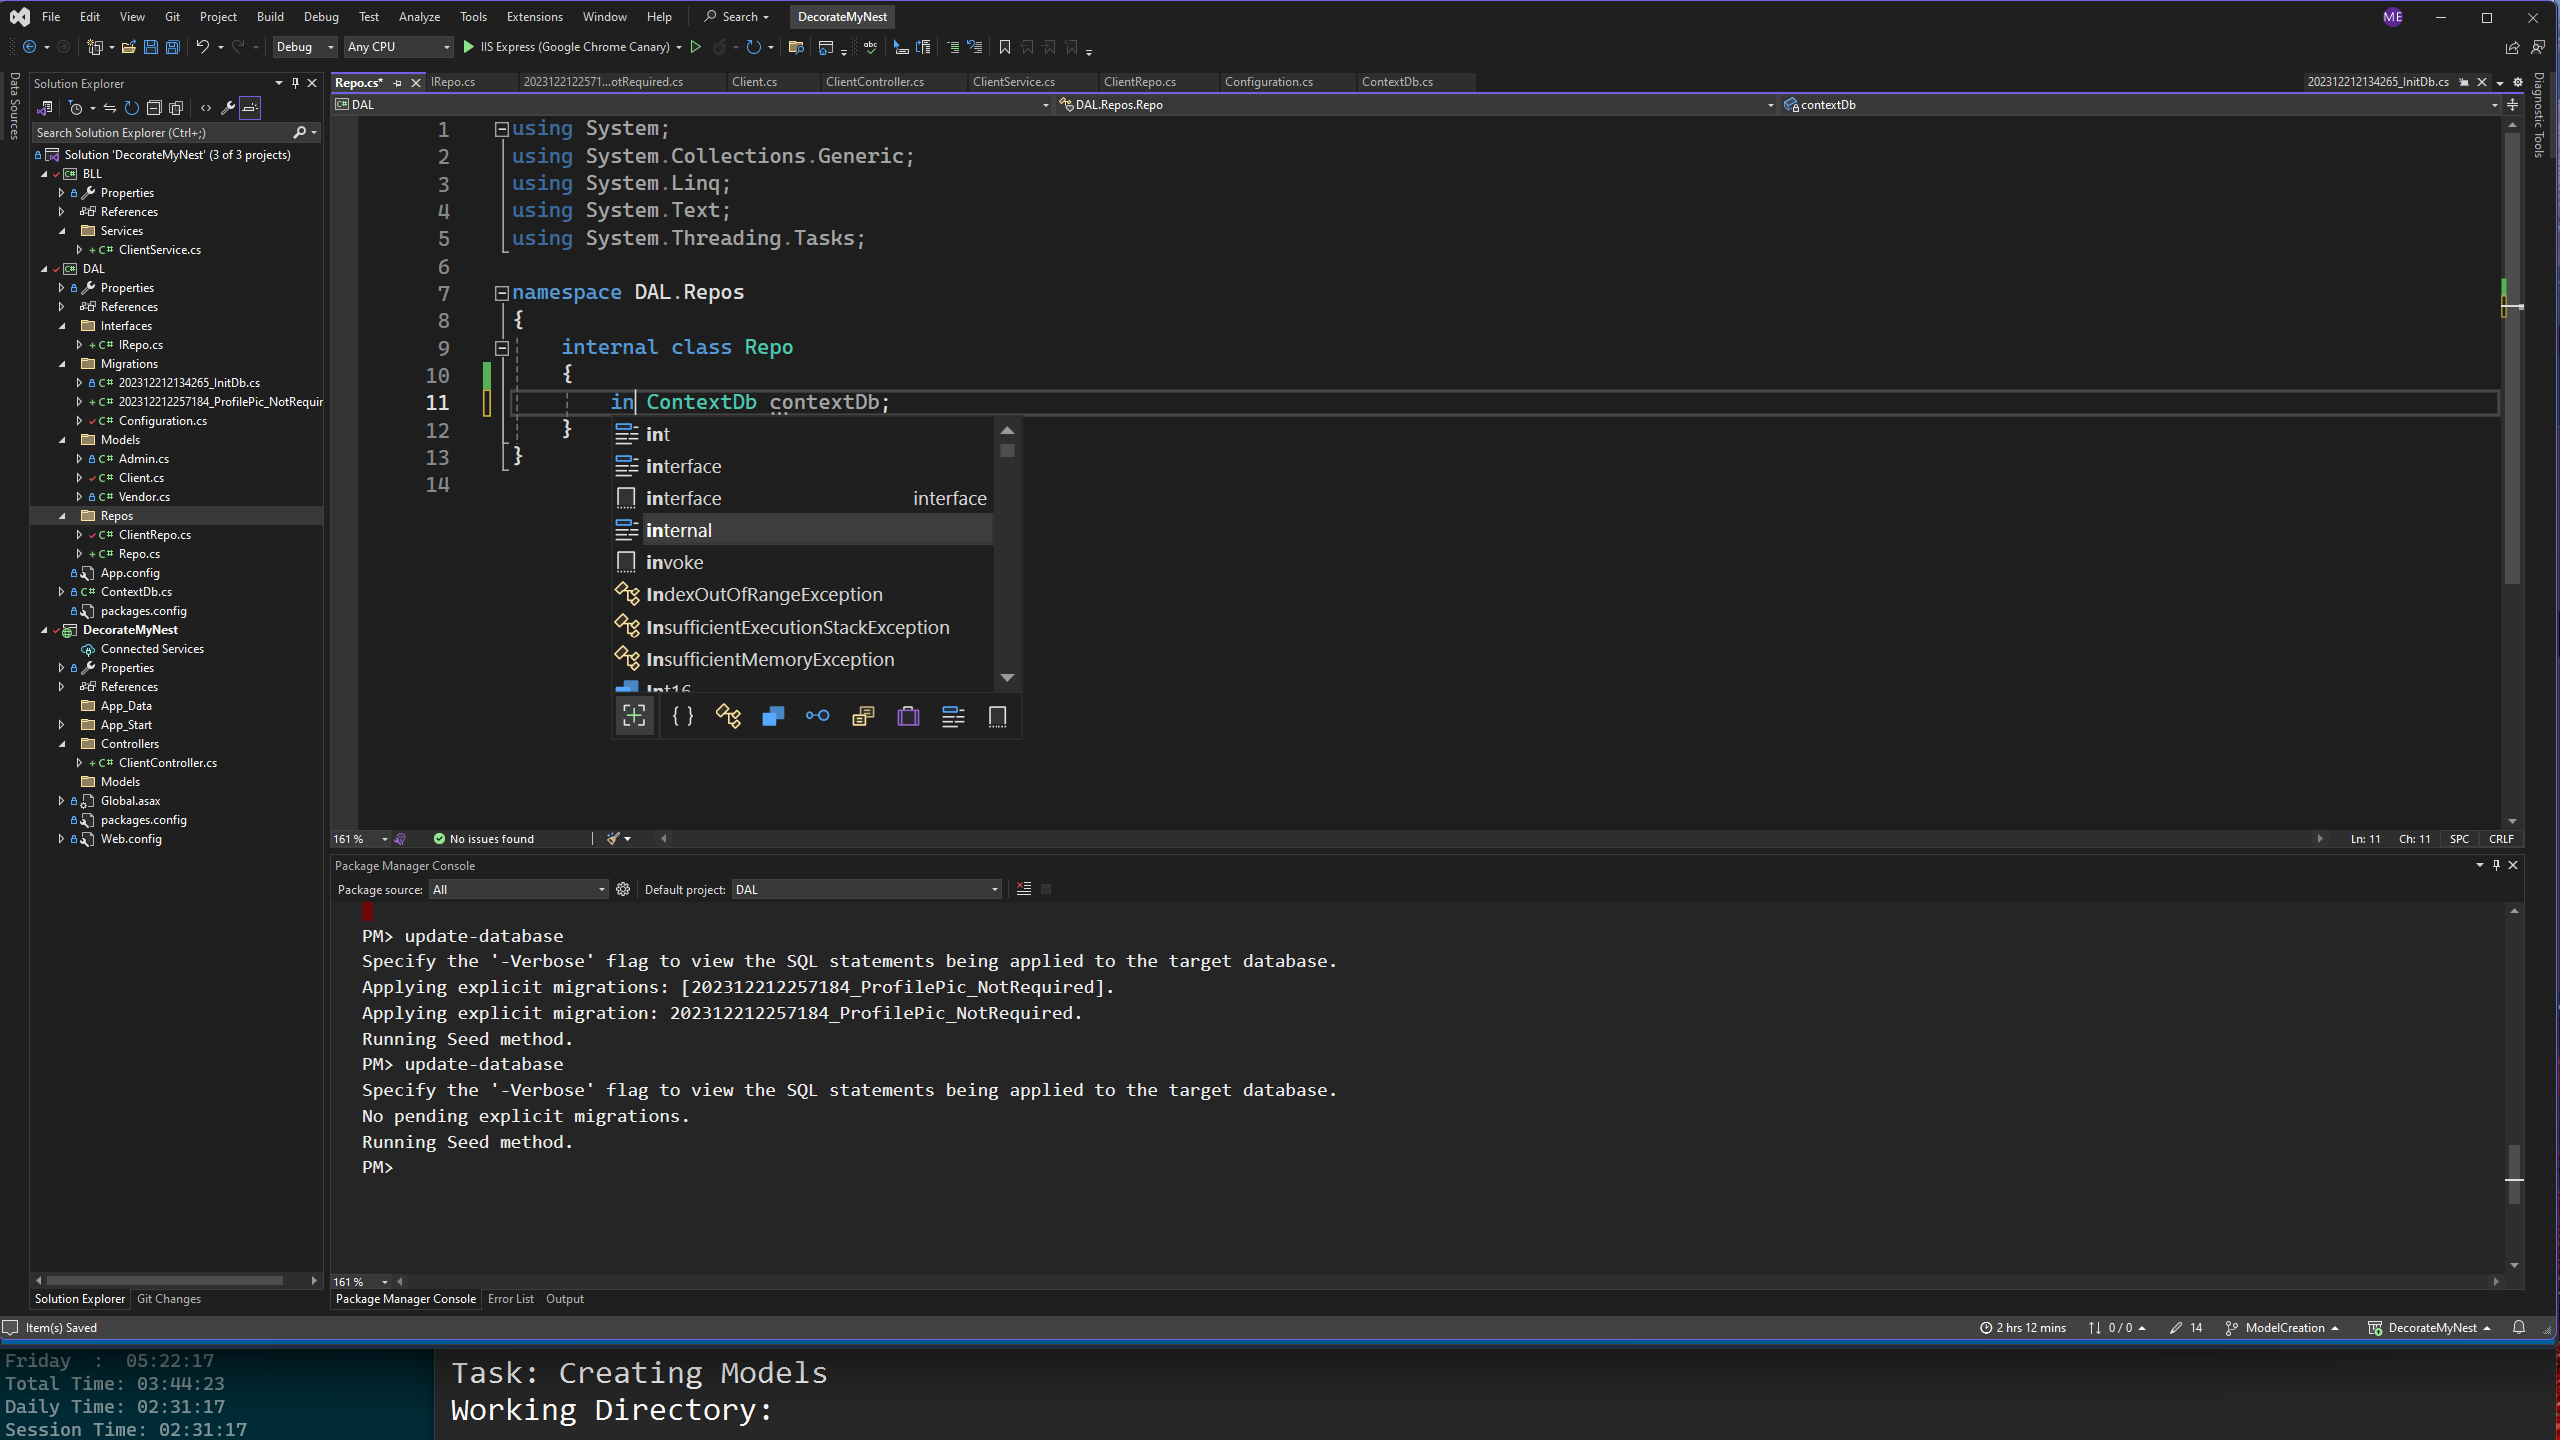 File Edit View Git Project Build Debug Test Analyze Tools Extensions Window Help Search DecorateMyNest ME
Debug Any CPU IIS Express (Google Chrome Canary)
Data Sources
Solution Explorer
Search Solution Explorer (Ctrl+;)
Solution 'DecorateMyNest' (3 of 3 projects)
BLL
Properties
References
Services
C# ClientService.cs
DAL
Properties
References
Interfaces
C# IRepo.cs
Migrations
C# 202312212134265_InitDb.cs
C# 202312212257184_ProfilePic_NotRequir
C# Configuration.cs
Models
C# Admin.cs
C# Client.cs
C# Vendor.cs
Repos
C# ClientRepo.cs
C# Repo.cs
App.config
C# ContextDb.cs
packages.config
DecorateMyNest
Connected Services
Properties
References
App_Data
App_Start
Controllers
C# ClientController.cs
Models
Global.asax
packages.config
Web.config
Solution Explorer Git Changes
Repo.cs* IRepo.cs 2023122122571...otRequired.cs Client.cs ClientController.cs ClientService.cs ClientRepo.cs Configuration.cs ContextDb.cs 202312212134265_InitDb.cs
DAL DAL.Repos.Repo contextDb
1 using System;
2 using System.Collections.Generic;
3 using System.Linq;
4 using System.Text;
5 using System.Threading.Tasks;
6
7 namespace DAL.Repos
8 {
9 internal class Repo
10 {
11 in ContextDb contextDb;
12 }
13 }
14
int
interface
interface interface
internal
invoke
IndexOutOfRangeException
InsufficientExecutionStackException
InsufficientMemoryException
Int16
161 % No issues found Ln: 11 Ch: 11 SPC CRLF
Diagnostic Tools
Package Manager Console
Package source: All Default project: DAL
PM> update-database
Specify the '-Verbose' flag to view the SQL statements being applied to the target database.
Applying explicit migrations: [202312212257184_ProfilePic_NotRequired].
Applying explicit migration: 202312212257184_ProfilePic_NotRequired.
Running Seed method.
PM> update-database
Specify the '-Verbose' flag to view the SQL statements being applied to the target database.
No pending explicit migrations.
Running Seed method.
PM>
161 %
Package Manager Console Error List Output
Item(s) Saved 2 hrs 12 mins 0 / 0 14 ModelCreation DecorateMyNest
Friday : 05:22:17
Total Time: 03:44:23
Daily Time: 02:31:17
Session Time: 02:31:17
Task: Creating Models
Working Directory: